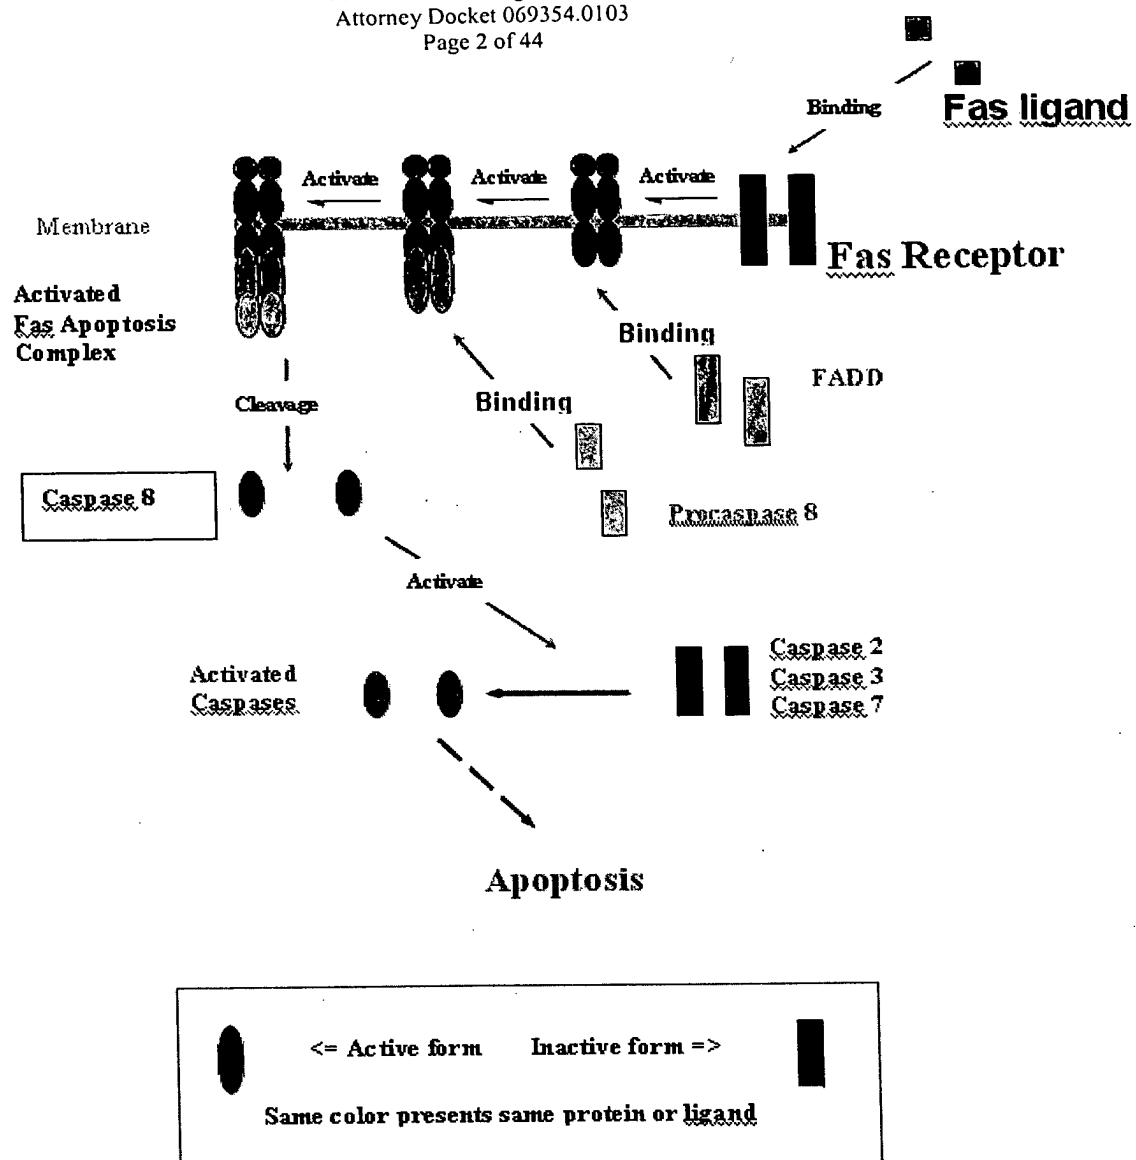 Attorney Docket 069354.0103
Page 2 of 44
Binding
Fas ligand
Activate
Activate
Activate
Membrane
Fas Receptor
Activated
Fas Apoptosis
Complex
Binding
FADD
Cleavage
Binding
Caspase 8
Procaspase 8
Activate
Caspase 2
Caspase 3
Caspase 7
Activated
Caspases
Apoptosis
<= Active form Inactive form =>
Same color presents same protein or ligand